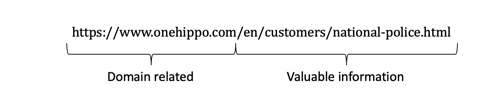 https://www.onehippo.com/en/customers/national-police.html
Domain related
Valuable information